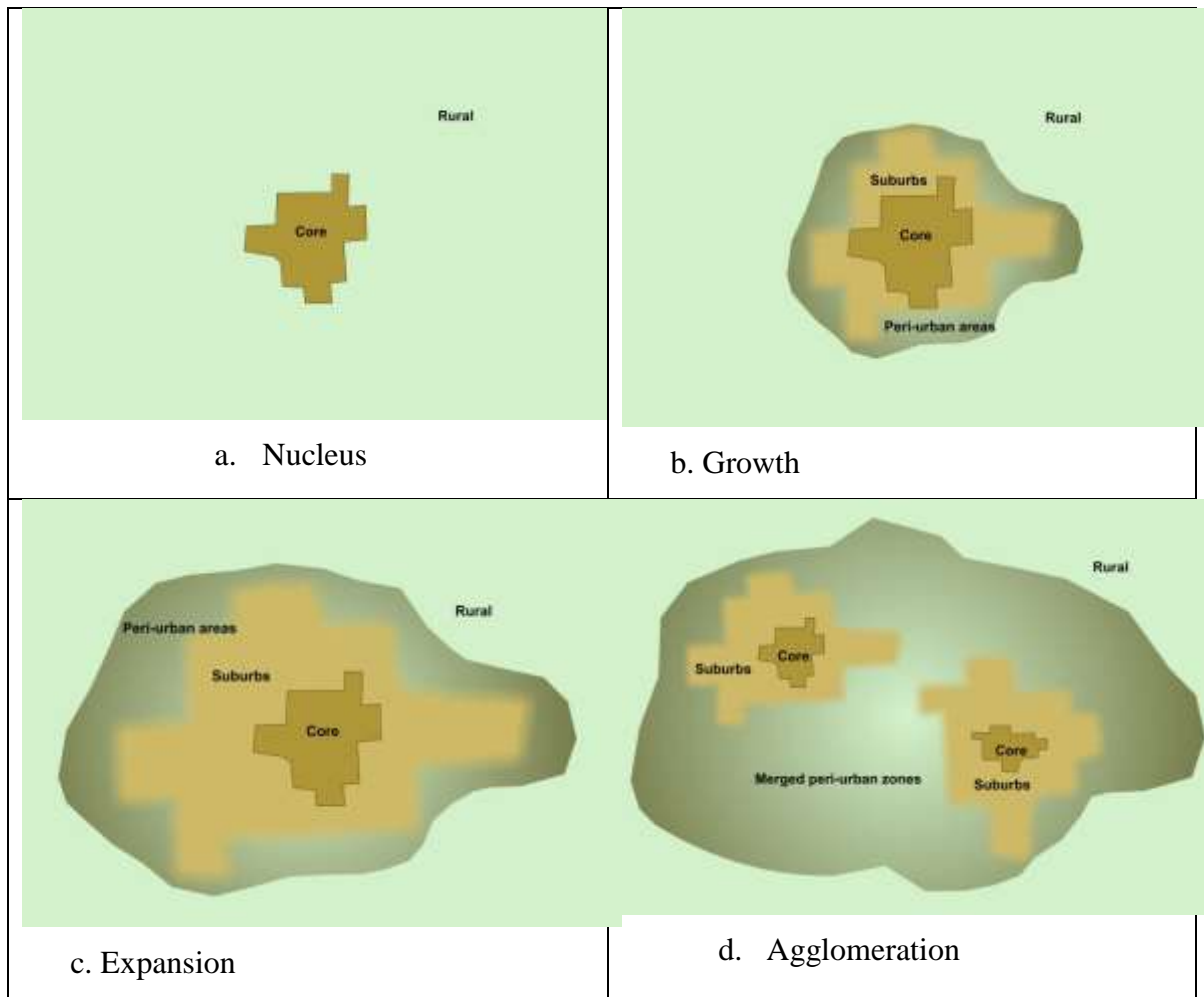 Rural
Core
a. Nucleus
Rural
Suburbs
Core
Peri-urban areas
b. Growth
Rural
Peri-urban areas
Suburbs
Core
c. Expansion
Rural
Core
Suburbs
Core
Merged peri-urban zones
Suburbs
d. Agglomeration